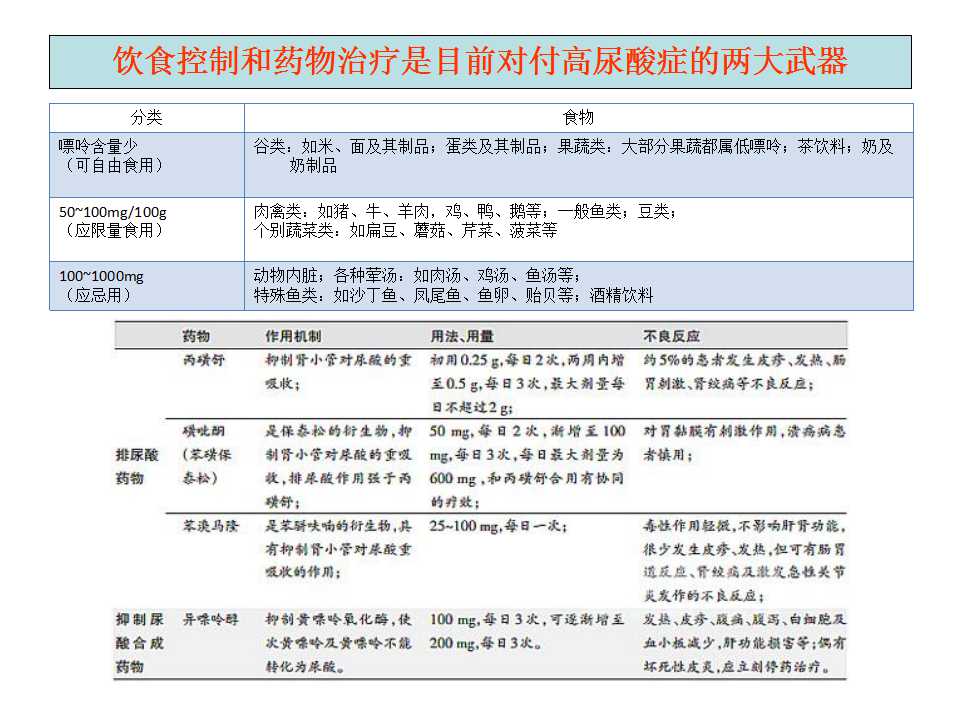 饮食控制和药物治疗是目前对付高尿酸症的两大武器
分类 食物
嘌呤含量少 谷类：如米、面及其制品；蛋类及其制品；果蔬类：大部分果蔬都属低嘌呤；茶饮料；奶及
（可自由食用） 奶制品
50~100mg/100g 肉禽类：如猪、牛、羊肉，鸡、鸭、鹅等；一般鱼类；豆类；
（应限量食用） 个别蔬菜类：如扁豆、蘑菇、芹菜、菠菜等
100~1000mg 动物内脏；各种荤汤：如肉汤、鸡汤、鱼汤等；
（应忌用） 特殊鱼类：如沙丁鱼、凤尾鱼、鱼卵、贻贝等；酒精饮料
药物 作用机制 用法、用量 不良反应
丙磺舒 抑制肾小管对尿酸的重 初用0.25 g,每日2次,两周内增 约5%的患者发生皮疹、发热、肠
吸收； 至0.5 g,每日3次,最大剂量每 胃刺激、肾绞痛等不良反应；
日不超过2 g；
磺吡酮 是保泰松的衍生物,抑 50 mg,每日2次,渐增至100 对胃黏膜有刺激作用,溃疡病患
排尿酸 (苯磺保 制肾小管对尿酸的重吸 mg,每日3次,每日最大剂量为 者慎用；
药物 泰松) 收,排尿酸作用强于丙 600 mg,和丙磺舒合用有协同
磺舒； 的疗效；
苯溴马隆 是苯骈呋喃的衍生物,具 25~100 mg,每日一次； 毒性作用轻微,不影响肝肾功能,
有抑制肾小管对尿酸重 很少发生皮疹、发热,但可有肠胃
吸收的作用； 道反应、肾绞痛及激发急性关节
炎发作的不良反应；
抑制尿 异嘌呤醇 抑制黄嘌呤氧化酶,使 100 mg,每日3次,可逐渐增至 发热、皮疹、腹痛、腹泻、白细胞及
酸合成 次黄嘌呤及黄嘌呤不能 200 mg,每日3次。 血小板减少,肝功能损害等；偶有
药物 转化为尿酸。 坏死性皮炎,应立刻停药治疗。